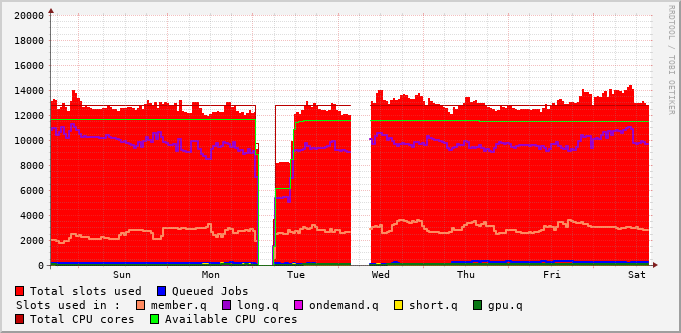 RRDTOOL / TOBI OETIKER
20000
18000
16000
14000
12000
10000
8000
6000
4000
2000
0
Sun Mon Tue Wed Thu Fri Sat
Total slots used Queued Jobs
Slots used in : member.q long.q ondemand.q short.q gpu.q
Total CPU cores Available CPU cores